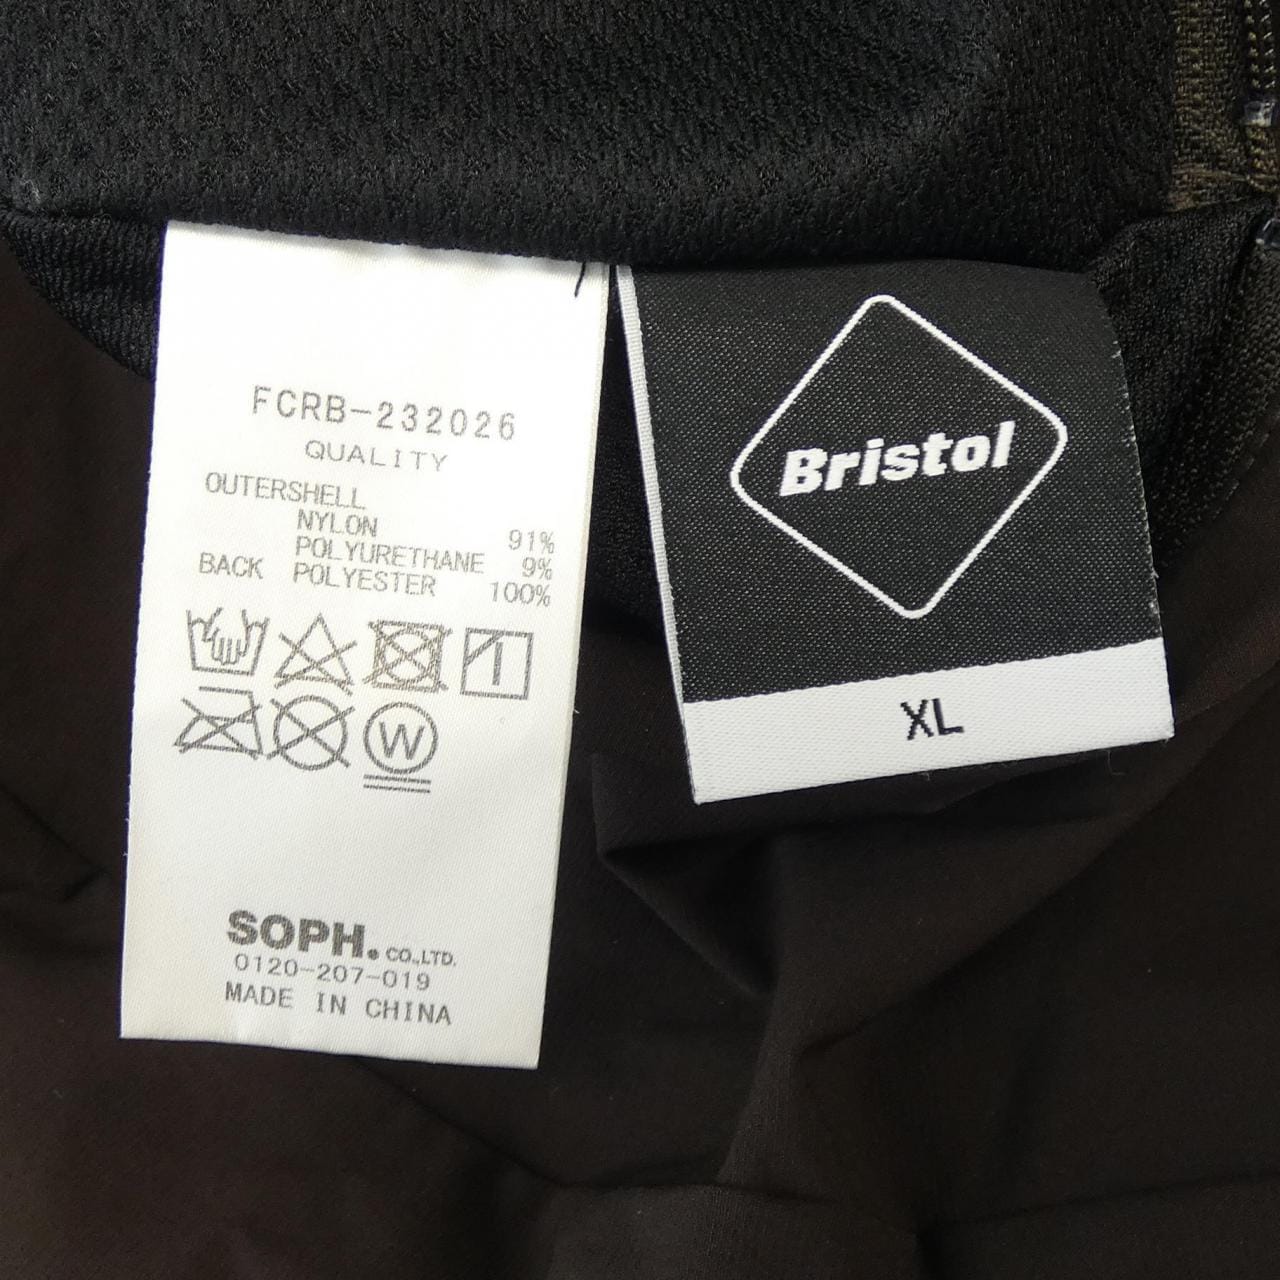 FCRB-232026
QUALITY
OUTERSHELL
NYLON 91%
POLYURETHANE 9%
BACK POLYESTER 100%
W
SOPH. CO.,LTD.
0120-207-019
MADE IN CHINA
Bristol
XL